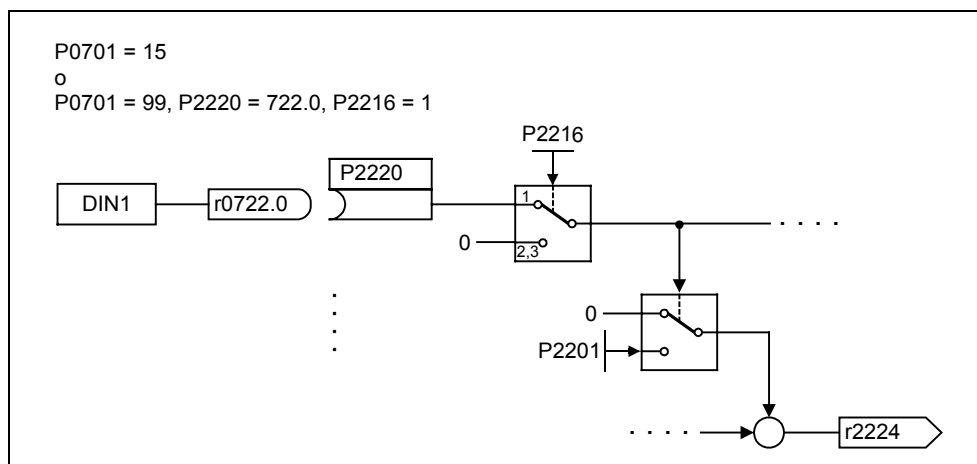 P0701 = 15
o
P0701 = 99, P2220 = 722.0, P2216 = 1
P2216
P2220
DIN1
r0722.0
1
0
2,3
0
P2201
r2224